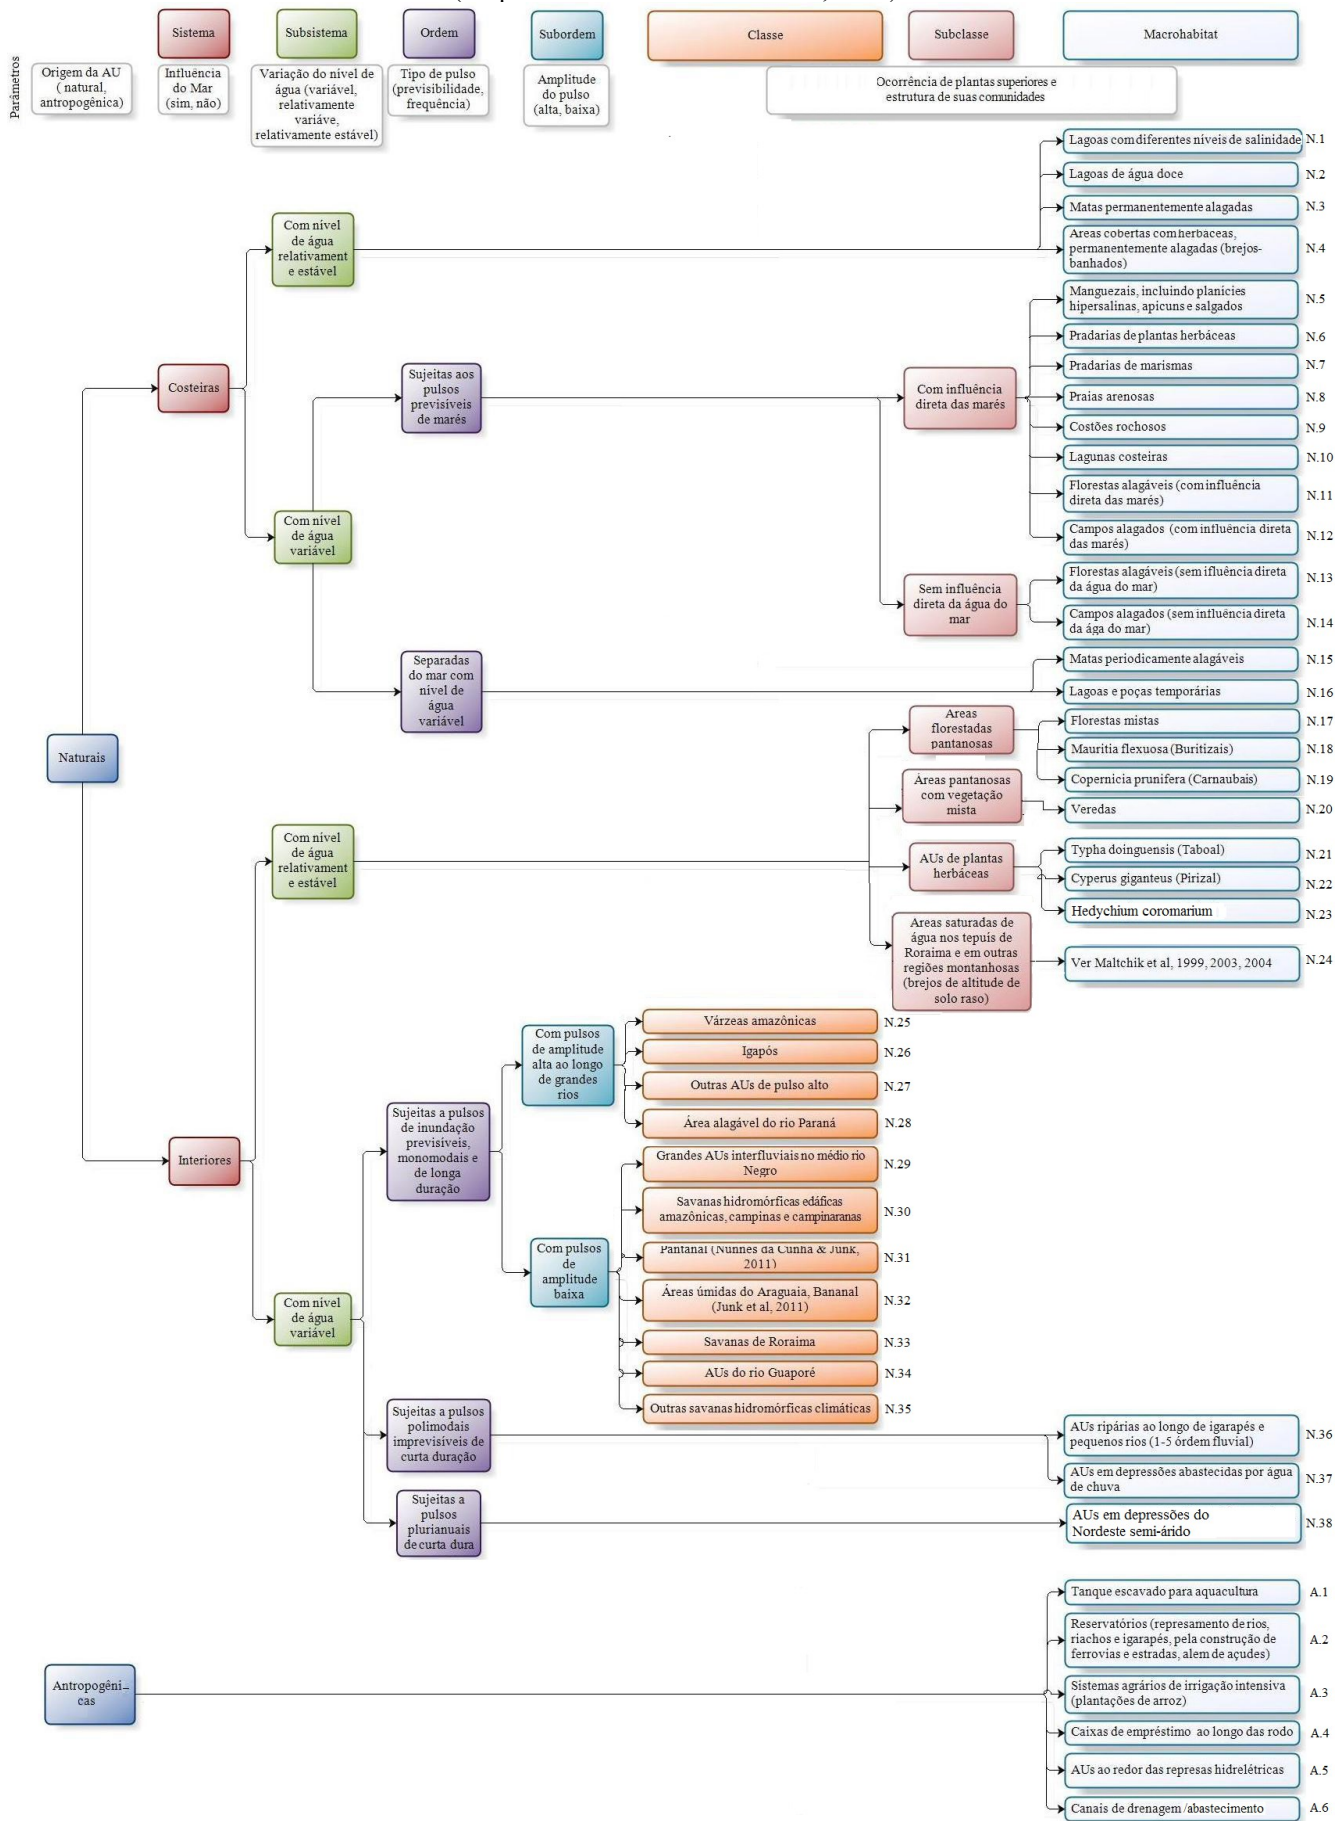 Sistema
Subsistema
Ordem
Subordem
Classe
Subclasse
Macrohabitat
Parâmetros
Origem da AU
( natural,
antropogênica)
Influência
do Mar
(sim, não)
Variação do nível de
água (variável,
relativamente
variáve,
relativamente estável)
Tipo de pulso
(previsibilidade,
frequência)
Amplitude
do pulso
(alta, baixa)
Ocorrência de plantas superiores e
estrutura de suas comunidades
Lagoas com diferentes níveis de salinidade N.1
Lagoas de água doce N.2
Matas permanentemente alagadas N.3
Com nível
de água
relativament
e estável
Areas cobertas com herbáceas,
permanentemente alagadas (brejos-
banhados)
N.4
Manguezais, incluindo planícies
hipersalinas, apicuns e salgados
N.5
Pradarias de plantas herbáceas N.6
Pradarias de marismas N.7
Costeiras
Sujeitas aos
pulsos
previsíveis
de marés
Com influência
direta das marés
Praias arenosas N.8
Costões rochosos N.9
Lagunas costeiras N.10
Florestas alagáveis (com influência
direta das marés)
N.11
Com nível
de água
variável
Campos alagados (com influência direta
das marés)
N.12
Sem influência
direta da água do
mar
Florestas alagáveis (sem ifluência direta
da água do mar)
N.13
Campos alagados (sem influência direta
da ága do mar)
N.14
Separadas
do mar com
nível de
água
variável
Matas periodicamente alagáveis N.15
Lagoas e poças temporárias N.16
Naturais
Areas
florestadas
pantanosas
Florestas mistas N.17
Mauritia flexuosa (Buritizais) N.18
Copernicia prunifera (Carnaubais) N.19
Áreas pantanosas
com vegetação
mista
Veredas N.20
Com nível
de água
relativament
e estável
AUs de plantas
herbáceas
Typha doinguensis (Taboal) N.21
Cyperus giganteus (Pirizal) N.22
Hedychium coromarium N.23
Areas saturadas de
água nos tepuis de
Roraima e em outras
regiões montanhosas
(brejos de altitude de
solo raso)
Ver Maltchik et al, 1999, 2003, 2004 N.24
Interiores
Com nível
de água
variável
Sujeitas a pulsos
de inundação
previsíveis,
monomodais e
de longa
duração
Com pulsos
de amplitude
alta ao longo
de grandes
rios
Várzeas amazônicas N.25
Igapós N.26
Outras AUs de pulso alto N.27
Área alagável do rio Paraná N.28
Com pulsos
de
amplitude
baixa
Grandes AUs interfluviais no médio rio
Negro
N.29
Savanas hidromórficas edáficas
amazônicas, campinas e campinaranas
N.30
Pantanal (Nunnes da Cunha & Junk,
2011)
N.31
Áreas úmidas do Araguaia, Bananal
(Junk et al, 2011)
N.32
Savanas de Roraima N.33
AUs do rio Guaporé N.34
Outras savanas hidromórficas climáticas N.35
Sujeitas a pulsos
polimodais
imprevisíveis de
curta duração
AUs ripárias ao longo de igarapés e
pequenos rios (1-5 órdem fluvial)
N.36
AUs em depressões abastecidas por água
de chuva
N.37
Sujeitas a
pulsos
plurianuais
de curta dura
AUs em depressões do
Nordeste semi-árido
N.38
Antropogêni–
cas
Tanque escavado para aquacultura A.1
Reservatórios (represamento de rios,
riachos e igarapés, pela construção de
ferrovias e estradas, alem de açudes)
A.2
Sistemas agrários de irrigação intensiva
(plantações de arroz)
A.3
Caixas de empréstimo ao longo das rodo A.4
AUs ao redor das represas hidrelétricas A.5
Canais de drenagem /abastecimento A.6